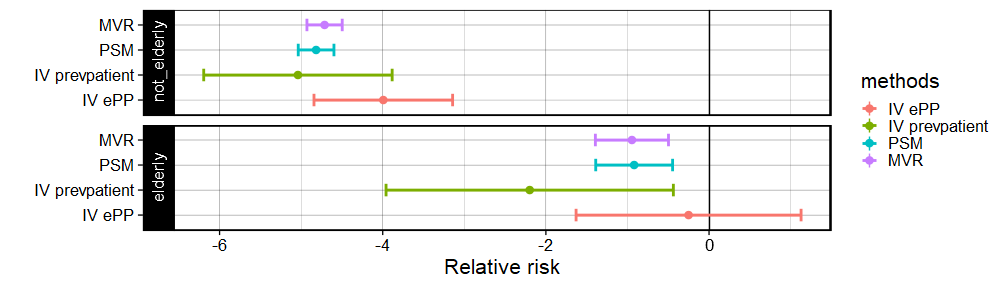 MVR
PSM
IV prevpatient
IV ePP
not_elderly
MVR
PSM
IV prevpatient
IV ePP
elderly
-6 -4 -2 0
Relative risk
methods
IV ePP
IV prevpatient
PSM
MVR